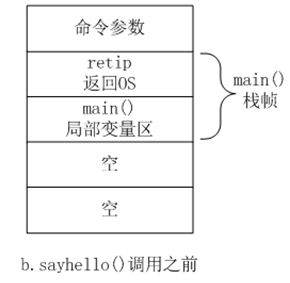 命令参数
retip
返回OS
main()
局部变量区
main()
栈帧
空
空
b.sayhello()调用之前